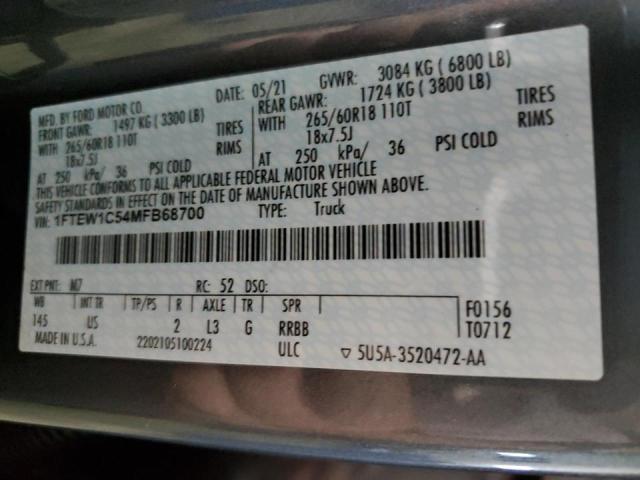 MFD. BY FORD MOTOR CO.
DATE: 05/21 GVWR: 3084 KG ( 6800 LB)
FRONT GAWR: 1497 KG ( 3300 LB)
WITH 265/60R18 110T TIRES
18x7.5J RIMS
AT 250 kPa/ 36 PSI COLD
REAR GAWR: 1724 KG ( 3800 LB)
WITH 265/60R18 110T TIRES
18x7.5J RIMS
AT 250 kPa/ 36 PSI COLD
THIS VEHICLE CONFORMS TO ALL APPLICABLE FEDERAL MOTOR VEHICLE
SAFETY STANDARDS IN EFFECT ON THE DATE OF MANUFACTURE SHOWN ABOVE.
VIN: 1FTEW1C54MFB68700 TYPE: Truck
EXT PNT: M7 RC: 52 DSO:
WB INT TR TP/PS R AXLE TR SPR
145 US 2 L3 G RRBB
F0156
T0712
MADE IN U.S.A. 2202105100224 ULC ▽ 5U5A-3520472-AA